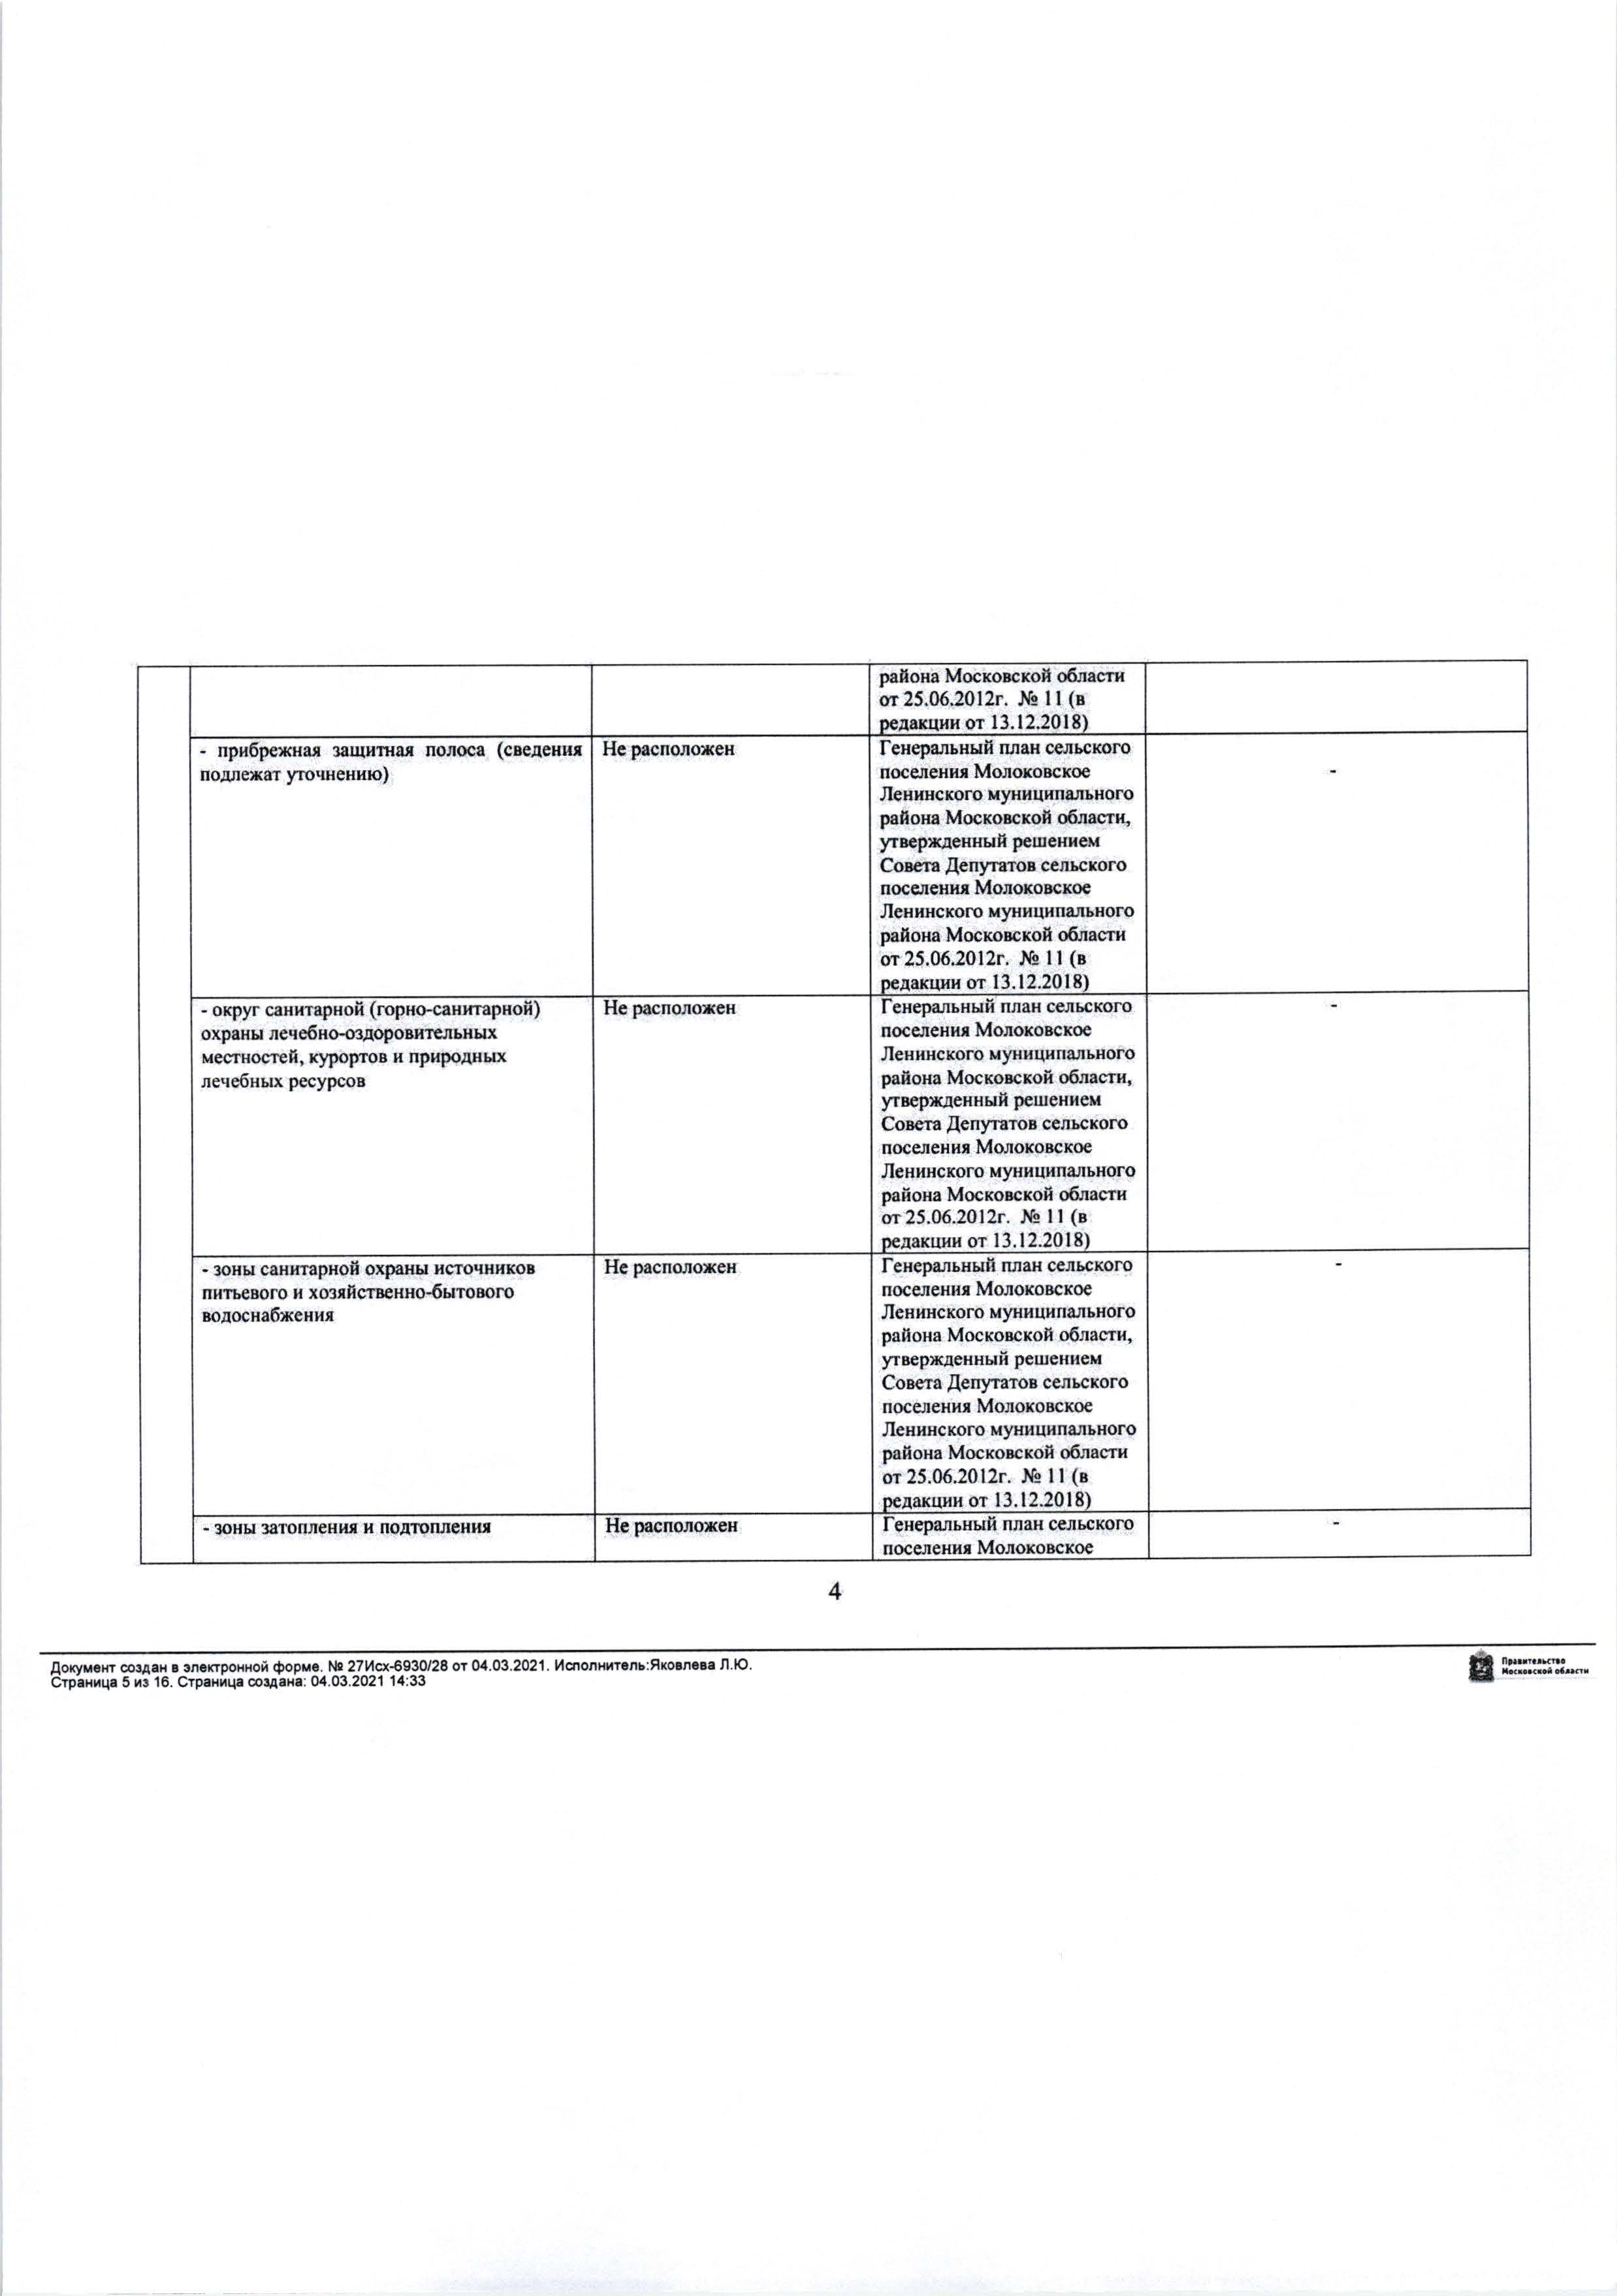 района Московской области
от 25.06.2012г. № 11 (в
редакции от 13.12.2018)
- прибрежная защитная полоса (сведения
подлежат уточнению)
Не расположен
Генеральный план сельского
поселения Молоковское
Ленинского муниципального
района Московской области,
утвержденный решением
Совета Депутатов сельского
поселения Молоковское
Ленинского муниципального
района Московской области
от 25.06.2012г. № 11 (в
редакции от 13.12.2018)
-
- округ санитарной (горно-санитарной)
охраны лечебно-оздоровительных
местностей, курортов и природных
лечебных ресурсов
Не расположен
Генеральный план сельского
поселения Молоковское
Ленинского муниципального
района Московской области,
утвержденный решением
Совета Депутатов сельского
поселения Молоковское
Ленинского муниципального
района Московской области
от 25.06.2012г. № 11 (в
редакции от 13.12.2018)
-
- зоны санитарной охраны источников
питьевого и хозяйственно-бытового
водоснабжения
Не расположен
Генеральный план сельского
поселения Молоковское
Ленинского муниципального
района Московской области,
утвержденный решением
Совета Депутатов сельского
поселения Молоковское
Ленинского муниципального
района Московской области
от 25.06.2012г. № 11 (в
редакции от 13.12.2018)
-
- зоны затопления и подтопления
Не расположен
Генеральный план сельского
поселения Молоковское
-
4
Документ создан в электронной форме. № 27Исх-6930/28 от 04.03.2021. Исполнитель:Яковлева Л.Ю.
Страница 5 из 16. Страница создана: 04.03.2021 14:33
Правительство
Московской области